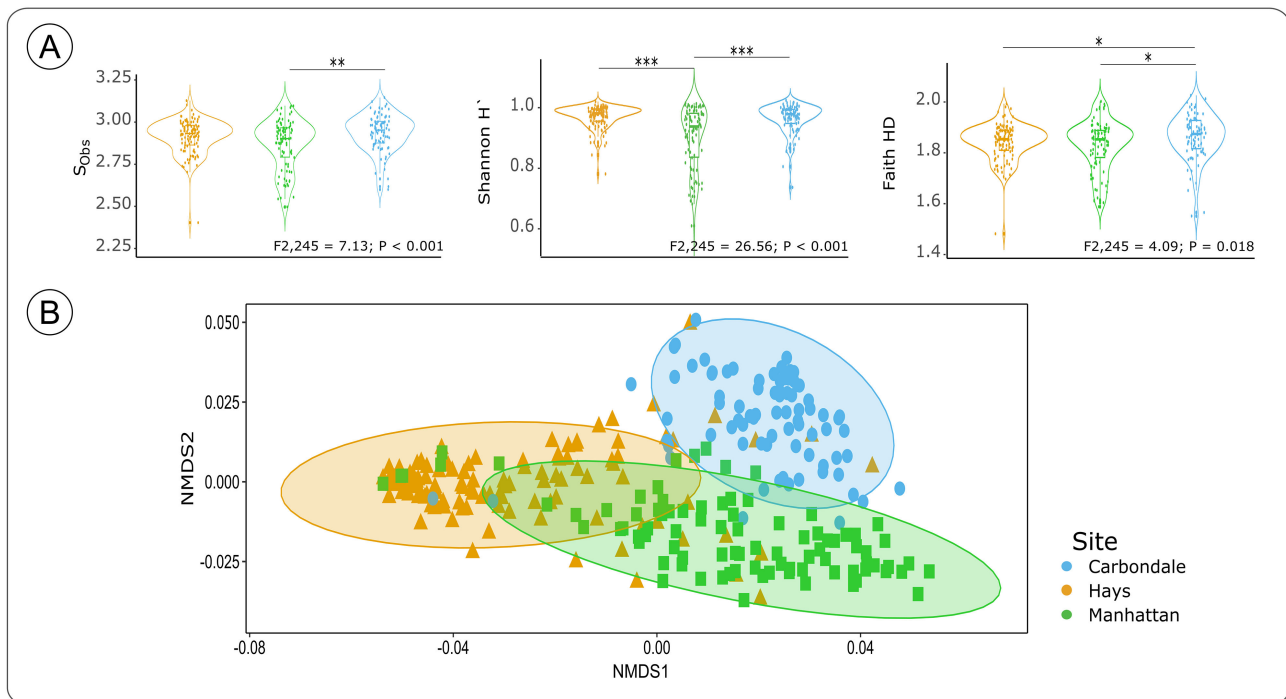 A
**
***
***
*
*
3.25
3.00
2.75
2.50
2.25
SObs
F2,245 = 7.13; P < 0.001
1.0
0.8
0.6
Shannon H`
F2,245 = 26.56; P < 0.001
2.0
1.8
1.6
1.4
Faith HD
F2,245 = 4.09; P = 0.018
B
0.050
0.025
0.000
-0.025
NMDS2
-0.08
-0.04
0.00
0.04
NMDS1
Site
Carbondale
Hays
Manhattan